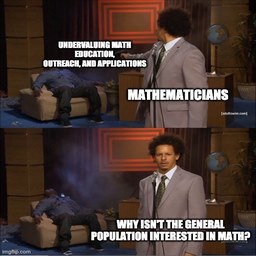 UNDERVALUING MATH
EDUCATION,
OUTREACH, AND APPLICATIONS
MATHEMATICIANS
WHY ISN'T THE GENERAL
POPULATION INTERESTED IN MATH?
imgflip.com